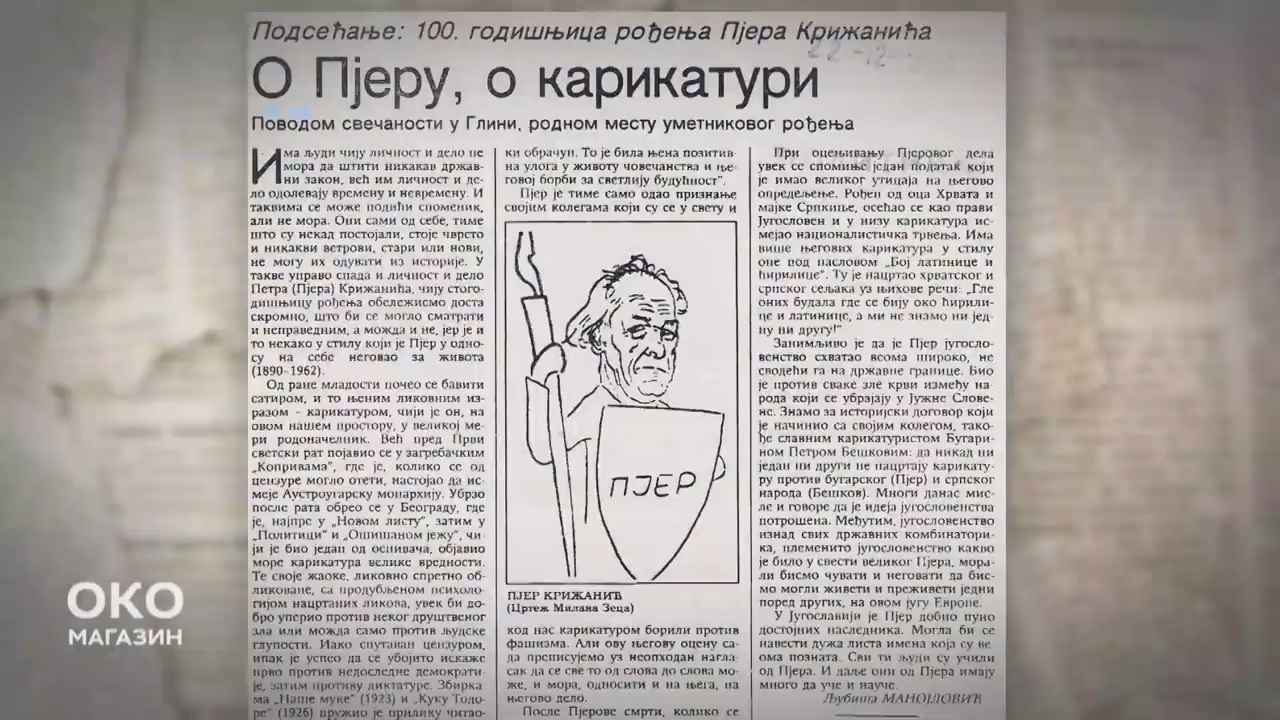 Подсећање: 100. годишњица рођења Пјера Крижанића
О Пјеру, о карикатури
Поводом свечаности у Глини, родном месту уметниковог рођења
Има људи чију личност и дело не
мора да штити никакав држав-
ни закон, већ им личност и де-
ло одолевају времену и невремену. И
таквима се може подићи споменик,
али не мора. Они сами од себе, тиме
што су некад постојали, стоје чврсто
и никакви ветрови, стари или нови,
не могу их одувати из историје. У
такве управо спада и личност и дело
Петра (Пјера) Крижанића, чију стого-
дишњицу рођења обележисмо доста
скромно, што би се могло сматрати
и неправедним, а можда и не, јер је и
то некако у стилу који је Пјер у одно-
су на себе неговао за живота
(1890–1962).
Од ране младости почео се бавити
сатиром, и то њеним ликовним из-
разом – карикатуром, чији је он, на
овом нашем простору, у великој ме-
ри родоначелник. Већ пред Први
светски рат појавио се у загребачким
„Копривама”, где је, колико се од
цензуре могло отети, настојао да ис-
меје Аустроугарску монархију. Убрзо
после рата обрео се у Београду, где
је, најпре у „Новом листу”, затим у
„Политици” и „Ошишаном јежу”, чи-
ји је био један од оснивача, објавио
море карикатура велике вредности.
Те своје жаоке, ликовно спретно об-
ликоване, са продубљеном психоло-
гијом нацртаних ликова, увек би до-
бро уперио против неког друштвеног
зла или можда само против људске
глупости. Иако спутаван цензуром,
ипак је успео да се убојито искаже
прво против недоследне демократи-
је, затим противу диктатуре. Збирка
ма „Наше муке” (1923) и „Куку Тодо-
ре” (1926) пружио је прилику читао-
ки обрачун. То је била њена позитив-
на улога у животу човечанства и ње-
говој борби за светлију будућност”.
Пјер је тиме само одао признање
својим колегама који су се у свету и
ПЈЕР
ПЈЕР КРИЖАНИЋ
(Цртеж Милана Зеца)
код нас карикатуром борили против
фашизма. Али ову његову оцену са-
да преписујемо уз неопходан нагла-
сак да се све то од слова до слова мо-
же, и мора, односити и на њега, на
његово дело.
После Пјерове смрти, колико се
При оцењивању Пјеровог дела
увек се спомиње један податак који
је имао великог утицаја на његово
опредељење. Рођен од оца Хрвата и
мајке Српкиње, осећао се као прави
Југословен и у низу карикатура ис-
мејао националистичка трвења. Има
више његових карикатура у стилу
оне под насловом „Бој латинице и
ћирилице”. Ту је нацртао хрватског и
српског сељака уз њихове речи: „Гле
оних будала где се бију око ћирили-
це и латинице, а ми не знамо ни јед-
ну ни другу!”
Занимљиво је да је Пјер југосло-
венство схватао веома широко, не
сводећи га на државне границе. Био
је против сваке зле крви између на-
рода који се убрајају у Јужне Слове-
не. Знамо за историјски договор који
је начинио са својим колегом, тако-
ђе славним карикатуристом Бугари-
ном Петром Бешковим: да никад ни
један ни други не нацртају карикату-
ру против бугарског (Пјер) и српског
народа (Бешков). Многи данас мис-
ле и говоре да је идеја југословенства
потрошена. Међутим, југословенство
изнад свих државних комбинатори-
ка, племенито југословенство какво
је било у свести великог Пјера, мора-
ли бисмо чувати и неговати да бис-
мо могли живети и преживети једни
поред других, на овом југу Европе.
У Југославији је Пјер добио пуно
достојних наследника. Могла би се
навести дужа листа имена која су ве-
ома позната. Сви ти људи су учили
од Пјера. И даље они од Пјера имају
много да уче и науче.
Љубиша МАНОЈЛОВИЋ
ОКО
МАГАЗИН